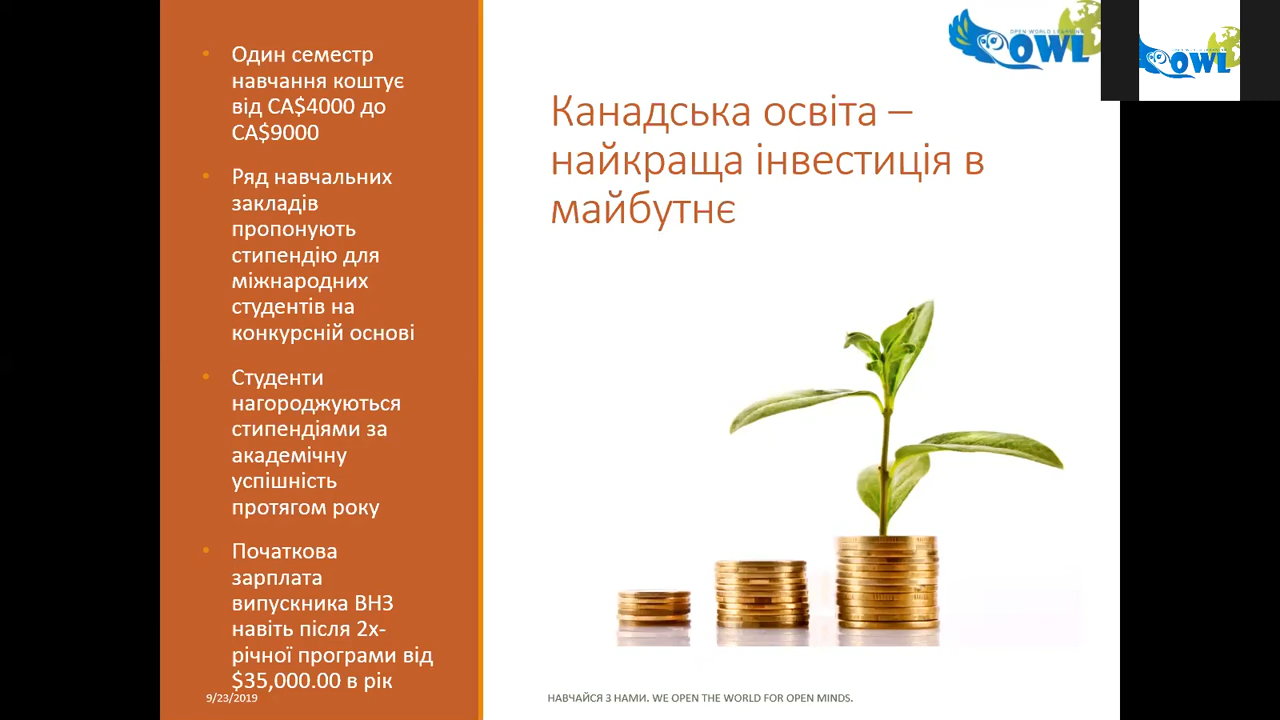 • Один семестр
навчання коштує
від CA$4000 до
CA$9000
• Ряд навчальних
закладів
пропонують
стипендію для
міжнародних
студентів на
конкурсній основі
• Студенти
нагороджуються
стипендіями за
академічну
успішність
протягом року
• Початкова
зарплата
випускника ВНЗ
навіть після 2х-
річної програми від
$35,000.00 в рік
9/23/2019
OPEN WORLD LEARNING
OWL
OWL
Канадська освіта –
найкраща інвестиція в
майбутнє
НАВЧАЙСЯ З НАМИ. WE OPEN THE WORLD FOR OPEN MINDS.